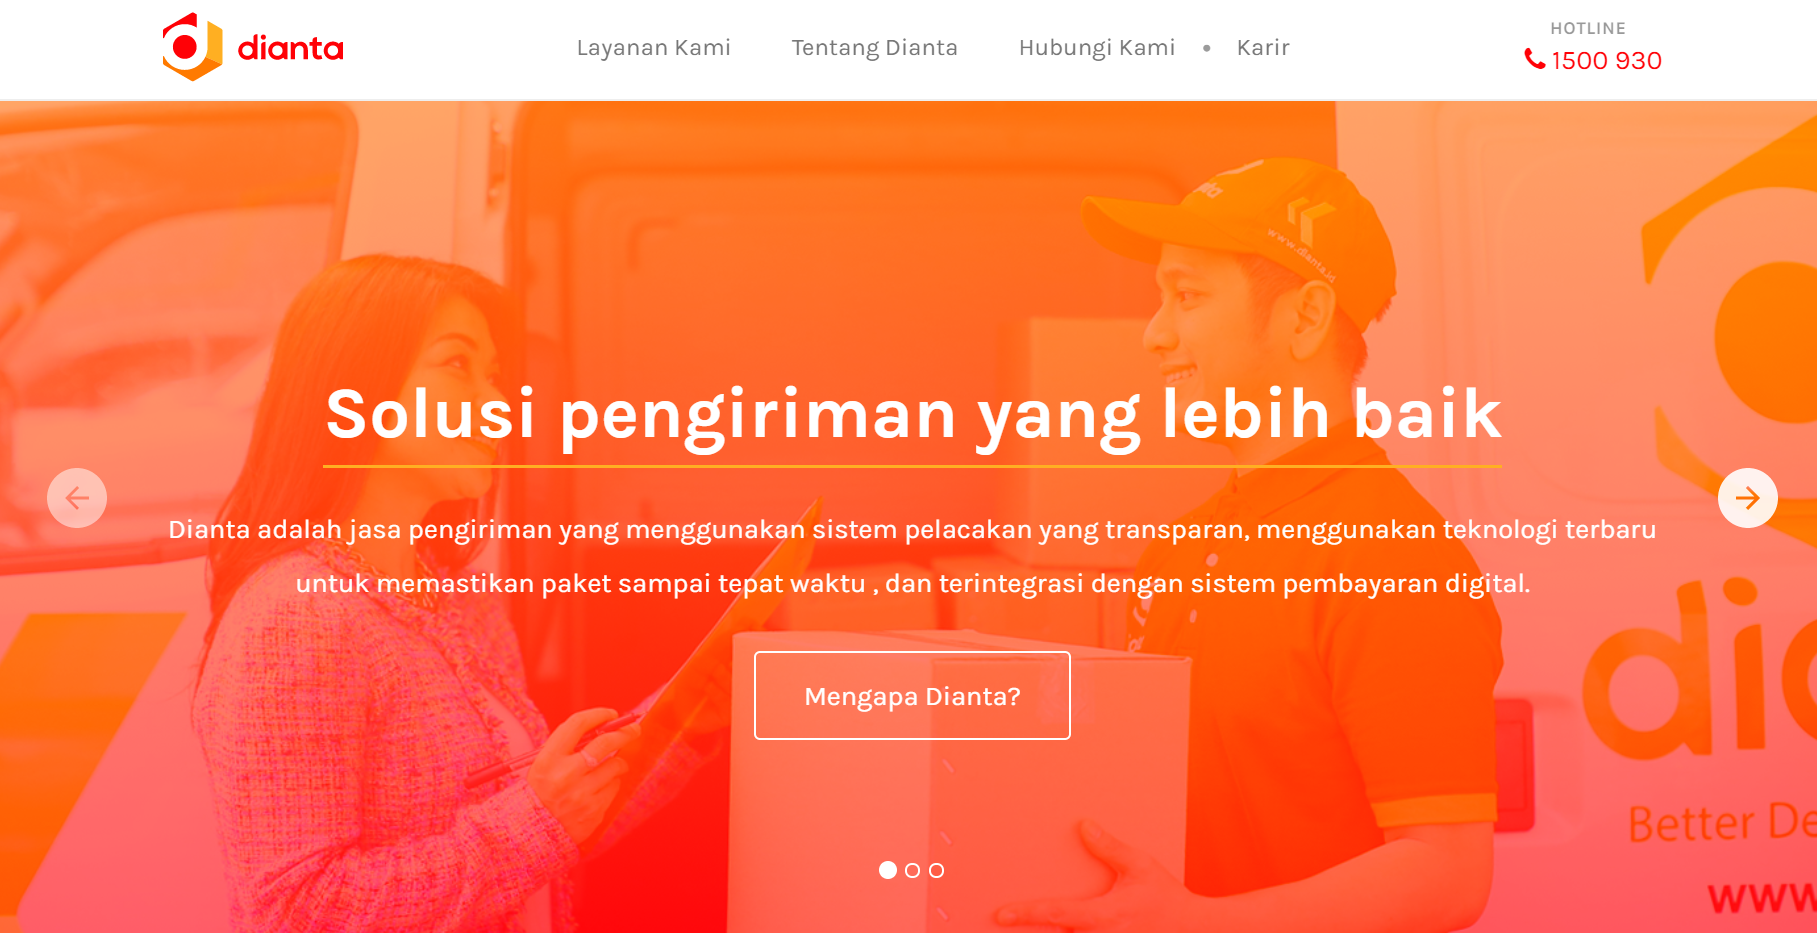 dianta
Layanan Kami
Tentang Dianta
Hubungi Kami
•
Karir
HOTLINE
1500 930
www.dianta.id
Solusi pengiriman yang lebih baik
Dianta adalah jasa pengiriman yang menggunakan sistem pelacakan yang transparan, menggunakan teknologi terbaru
untuk memastikan paket sampai tepat waktu , dan terintegrasi dengan sistem pembayaran digital.
Mengapa Dianta?
Better De
www